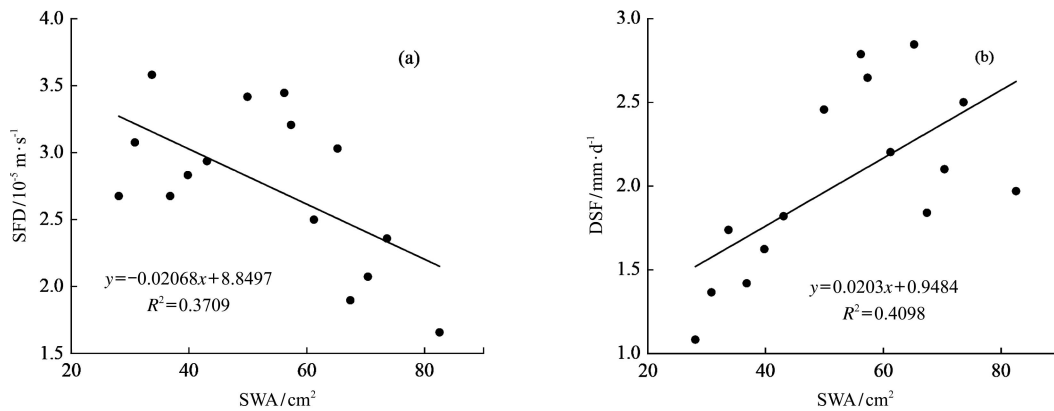 4.0
3.5
3.0
2.5
2.0
1.5
20
40
60
80
SFD/10⁻⁵ m·s⁻¹
SWA/cm²
(a)
y=−0.02068x+8.8497
R²=0.3709
3.0
2.5
2.0
1.5
1.0
20
40
60
80
DSF/mm·d⁻¹
SWA/cm²
(b)
y=0.0203x+0.9484
R²=0.4098